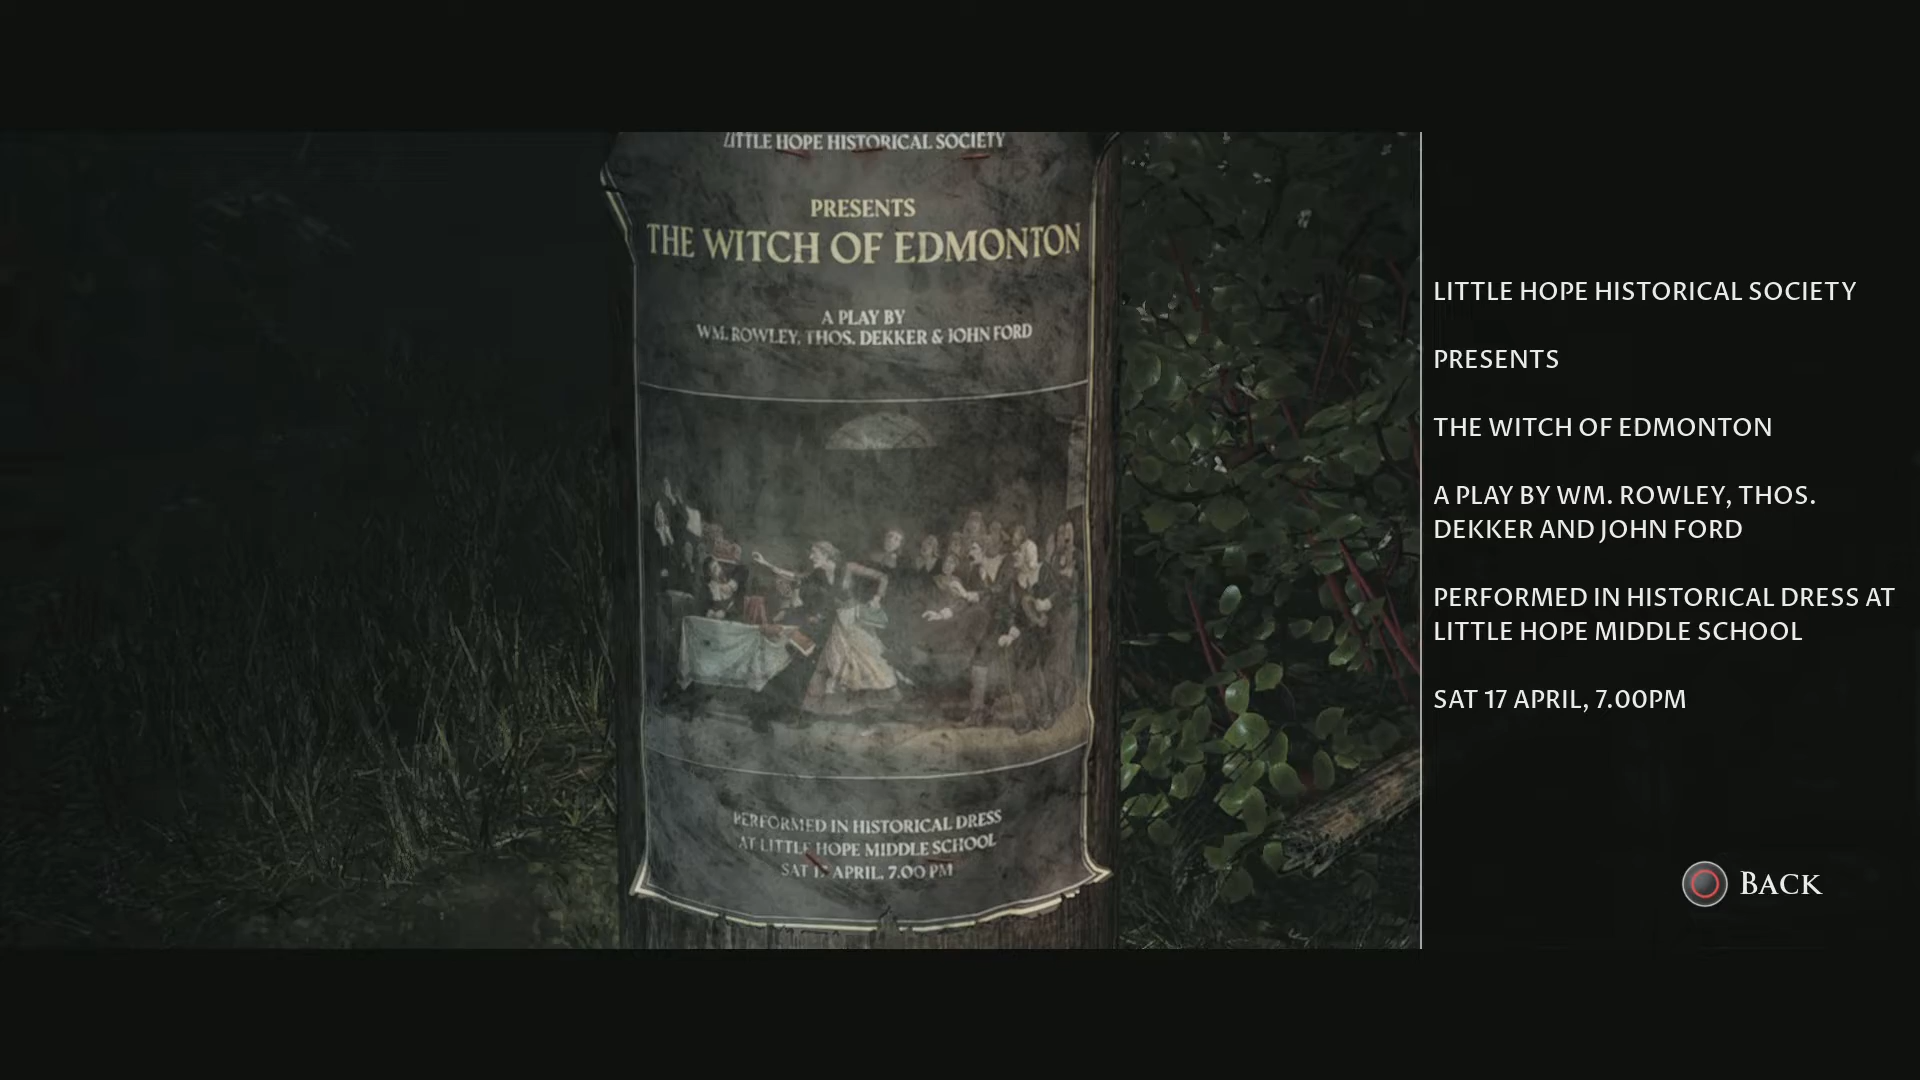 LITTLE HOPE HISTORICAL SOCIETY
PRESENTS
THE WITCH OF EDMONTON
A PLAY BY
WM. ROWLEY, THOS. DEKKER & JOHN FORD
PERFORMED IN HISTORICAL DRESS
AT LITTLE HOPE MIDDLE SCHOOL
SAT 17 APRIL, 7.00 PM
LITTLE HOPE HISTORICAL SOCIETY
PRESENTS
THE WITCH OF EDMONTON
A PLAY BY WM. ROWLEY, THOS.
DEKKER AND JOHN FORD
PERFORMED IN HISTORICAL DRESS AT
LITTLE HOPE MIDDLE SCHOOL
SAT 17 APRIL, 7.00PM
BACK